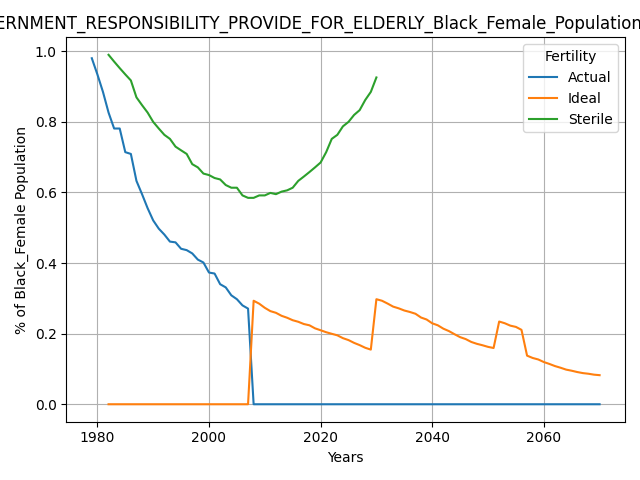 ERNMENT_RESPONSIBILITY_PROVIDE_FOR_ELDERLY_Black_Female_Population
Fertility
Actual
Ideal
Sterile
% of Black_Female Population
1.0
0.8
0.6
0.4
0.2
0.0
1980
2000
2020
2040
2060
Years